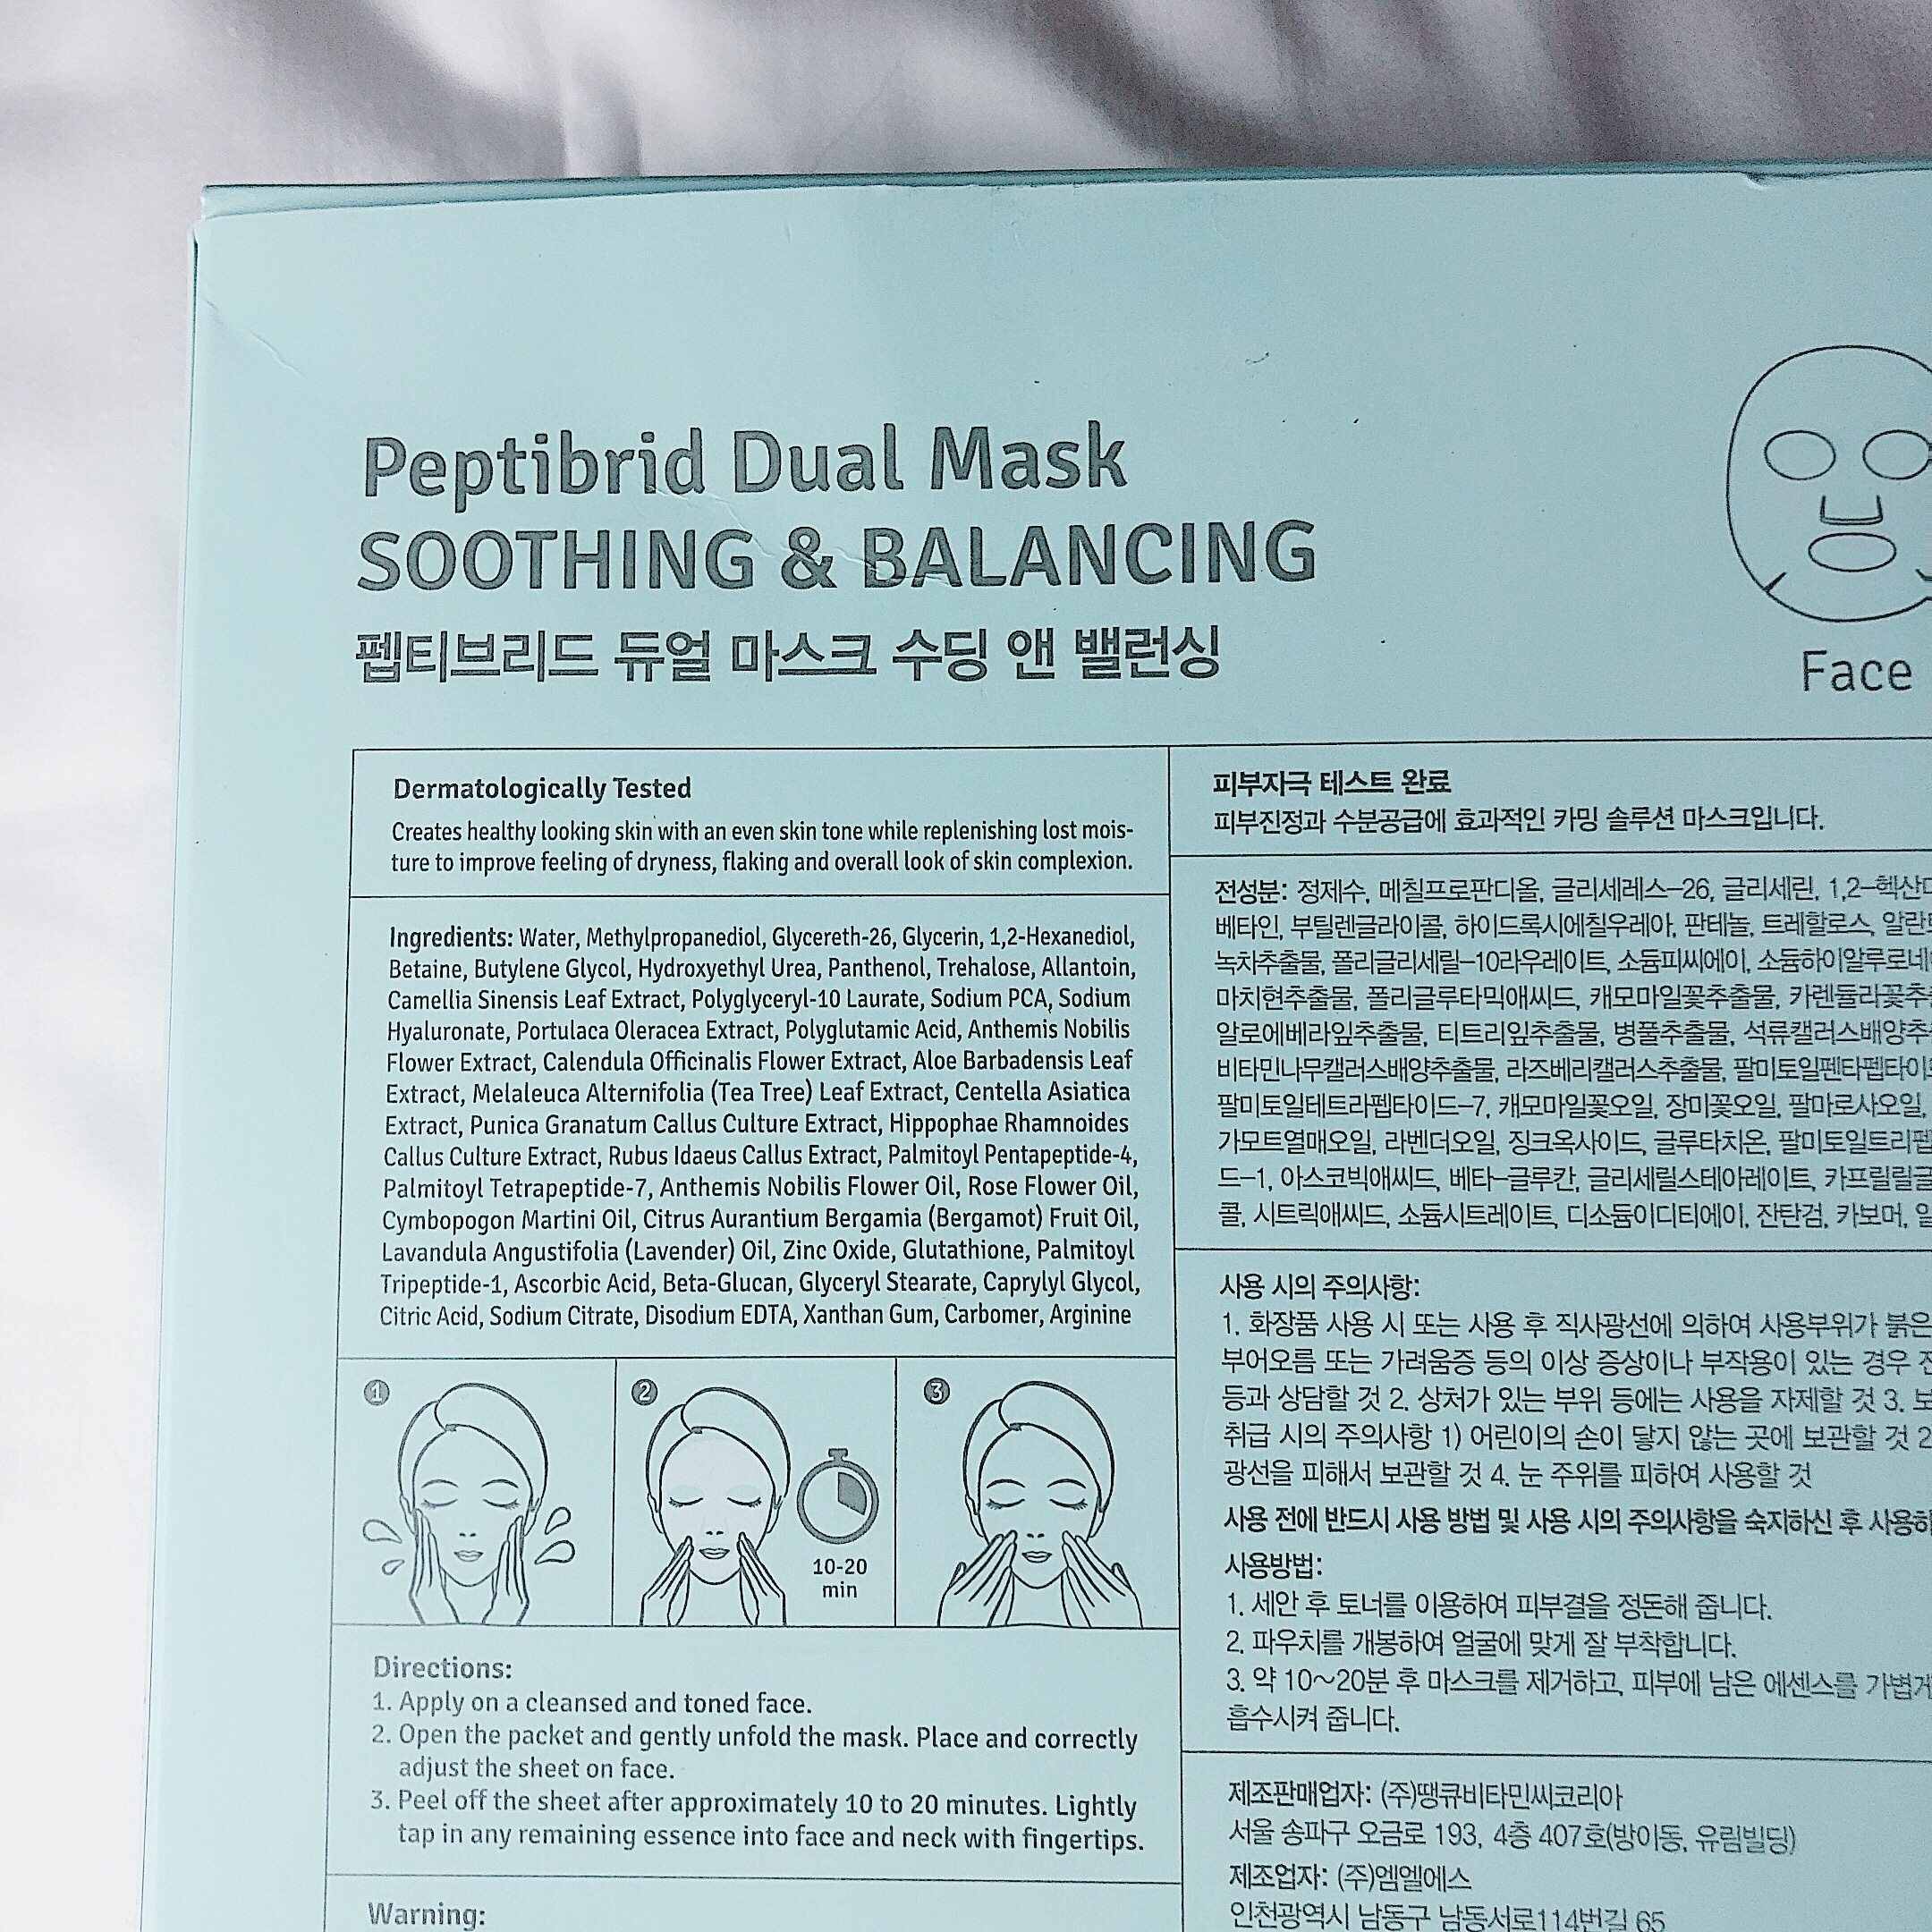 Peptibrid Dual Mask
SOOTHING & BALANCING
펩티브리드 듀얼 마스크 수딩 앤 밸런싱
Face
Dermatologically Tested
Creates healthy looking skin with an even skin tone while replenishing lost mois-
ture to improve feeling of dryness, flaking and overall look of skin complexion.
Ingredients: Water, Methylpropanediol, Glycereth-26, Glycerin, 1,2-Hexanediol,
Betaine, Butylene Glycol, Hydroxyethyl Urea, Panthenol, Trehalose, Allantoin,
Camellia Sinensis Leaf Extract, Polyglyceryl-10 Laurate, Sodium PCA, Sodium
Hyaluronate, Portulaca Oleracea Extract, Polyglutamic Acid, Anthemis Nobilis
Flower Extract, Calendula Officinalis Flower Extract, Aloe Barbadensis Leaf
Extract, Melaleuca Alternifolia (Tea Tree) Leaf Extract, Centella Asiatica
Extract, Punica Granatum Callus Culture Extract, Hippophae Rhamnoides
Callus Culture Extract, Rubus Idaeus Callus Extract, Palmitoyl Pentapeptide-4,
Palmitoyl Tetrapeptide-7, Anthemis Nobilis Flower Oil, Rose Flower Oil,
Cymbopogon Martini Oil, Citrus Aurantium Bergamia (Bergamot) Fruit Oil,
Lavandula Angustifolia (Lavender) Oil, Zinc Oxide, Glutathione, Palmitoyl
Tripeptide-1, Ascorbic Acid, Beta-Glucan, Glyceryl Stearate, Caprylyl Glycol,
Citric Acid, Sodium Citrate, Disodium EDTA, Xanthan Gum, Carbomer, Arginine
1
2
10-20
min
3
Directions:
1. Apply on a cleansed and toned face.
2. Open the packet and gently unfold the mask. Place and correctly
adjust the sheet on face.
3. Peel off the sheet after approximately 10 to 20 minutes. Lightly
tap in any remaining essence into face and neck with fingertips.
Warning:
피부자극 테스트 완료
피부진정과 수분공급에 효과적인 카밍 솔루션 마스크입니다.
전성분: 정제수, 메칠프로판디올, 글리세레스-26, 글리세린, 1,2-헥산
베타인, 부틸렌글라이콜, 하이드록시에칠우레아, 판테놀, 트레할로스, 알란
녹차추출물, 폴리글리세릴-10라우레이트, 소듐피씨에이, 소듐하이알루로네
마치현추출물, 폴리글루타믹애씨드, 캐모마일꽃추출물, 카렌듈라꽃추
알로에베라잎추출물, 티트리잎추출물, 병풀추출물, 석류캘러스배양추
비타민나무캘러스배양추출물, 라즈베리캘러스추출물, 팔미토일펜타펩타이
팔미토일테트라펩타이드-7, 캐모마일꽃오일, 장미꽃오일, 팔마로사오일,
가모트열매오일, 라벤더오일, 징크옥사이드, 글루타치온, 팔미토일트리펩
드-1, 아스코빅애씨드, 베타-글루칸, 글리세릴스테아레이트, 카프릴릴글
콜, 시트릭애씨드, 소듐시트레이트, 디소듐이디티에이, 잔탄검, 카보머, 알
사용 시의 주의사항:
1. 화장품 사용 시 또는 사용 후 직사광선에 의하여 사용부위가 붉은
부어오름 또는 가려움증 등의 이상 증상이나 부작용이 있는 경우 전
등과 상담할 것 2. 상처가 있는 부위 등에는 사용을 자제할 것 3. 보
취급 시의 주의사항 1) 어린이의 손이 닿지 않는 곳에 보관할 것 2
광선을 피해서 보관할 것 4. 눈 주위를 피하여 사용할 것
사용 전에 반드시 사용 방법 및 사용 시의 주의사항을 숙지하신 후 사용하
사용방법:
1. 세안 후 토너를 이용하여 피부결을 정돈해 줍니다.
2. 파우치를 개봉하여 얼굴에 맞게 잘 부착합니다.
3. 약 10~20분 후 마스크를 제거하고, 피부에 남은 에센스를 가볍게
흡수시켜 줍니다.
제조판매업자: (주)땡큐비타민씨코리아
서울 송파구 오금로 193, 4층 407호(방이동, 유림빌딩)
제조업자: (주)엠엘에스
인천광역시 남동구 남동서로114번길 65